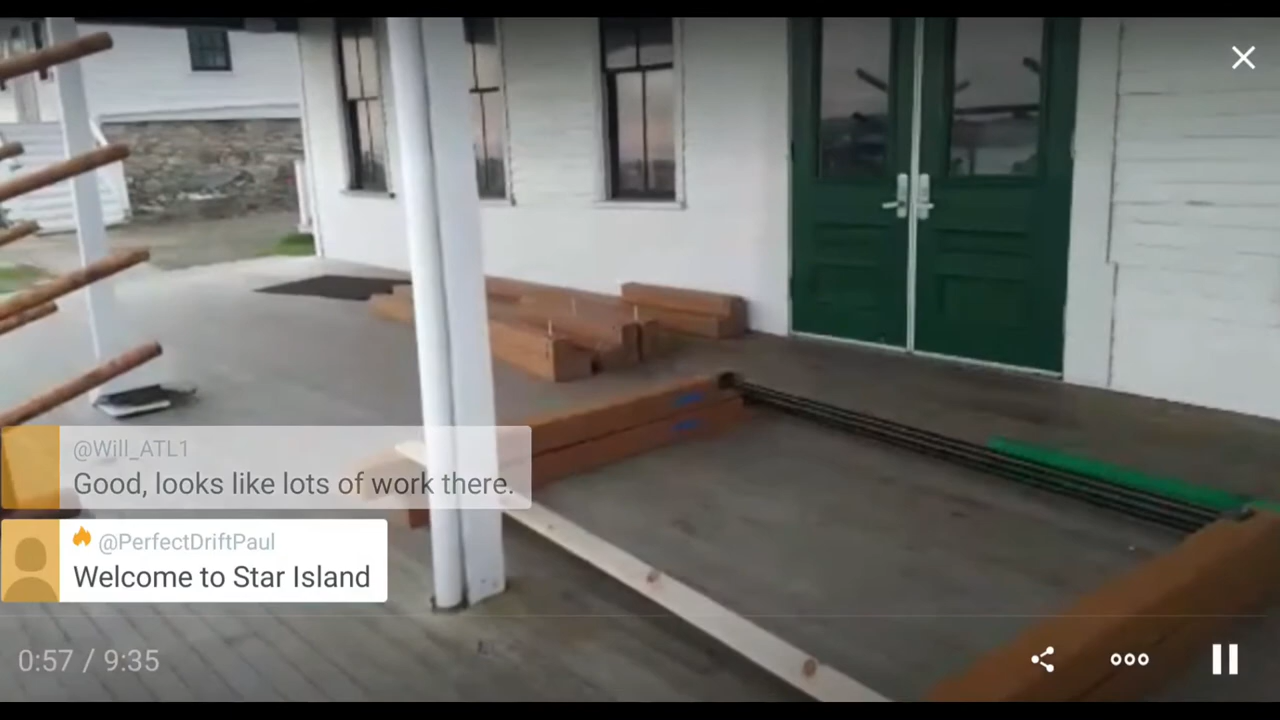 @Will_ATL1
Good, looks like lots of work there.
@PerfectDriftPaul
Welcome to Star Island
0:57 / 9:35